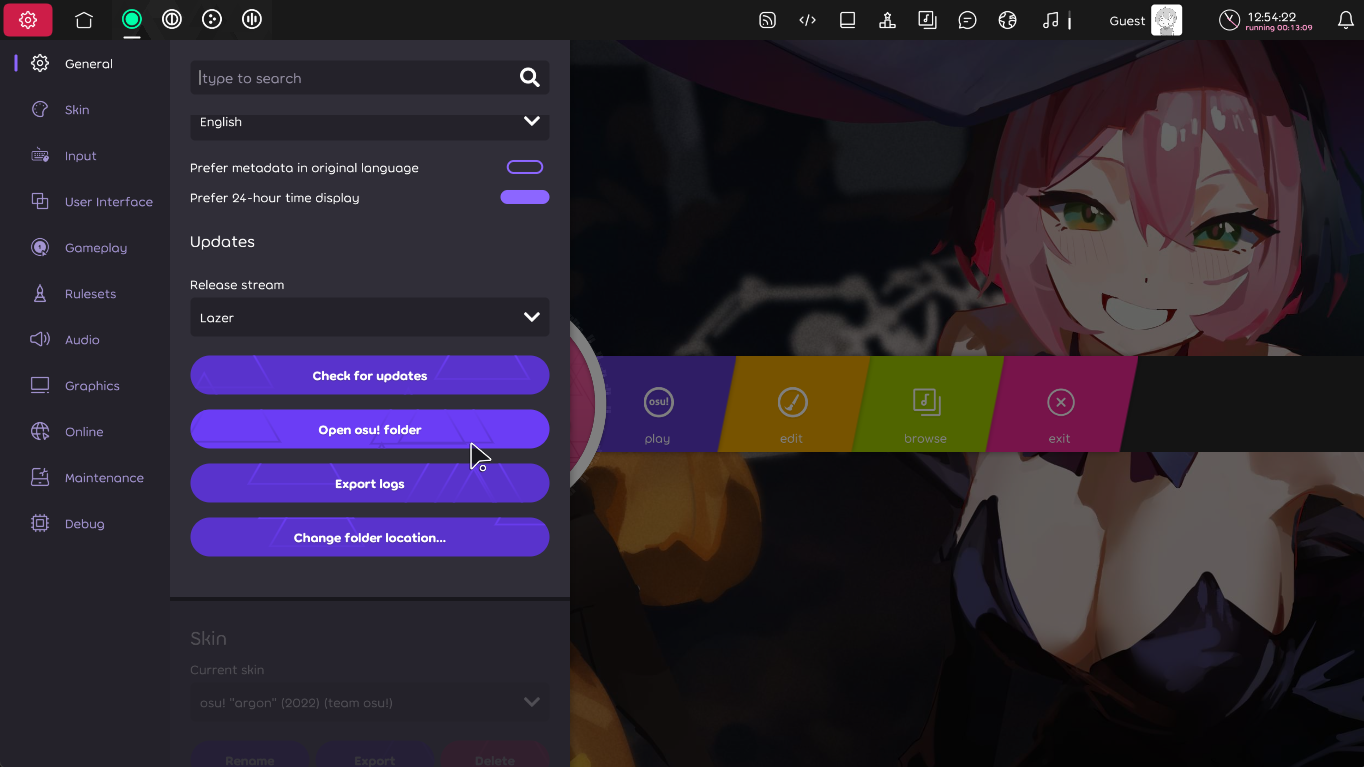 Guest
12:54:22
running 00:13:09
General
Skin
Input
User Interface
Gameplay
Rulesets
Audio
Graphics
Online
Maintenance
Debug
type to search
English
Prefer metadata in original language
Prefer 24-hour time display
Updates
Release stream
Lazer
Check for updates
Open osu! folder
Export logs
Change folder location...
Skin
Current skin
osu! "argon" (2022) (team osu!)
Rename
Export
Delete
osu!
play
edit
browse
exit